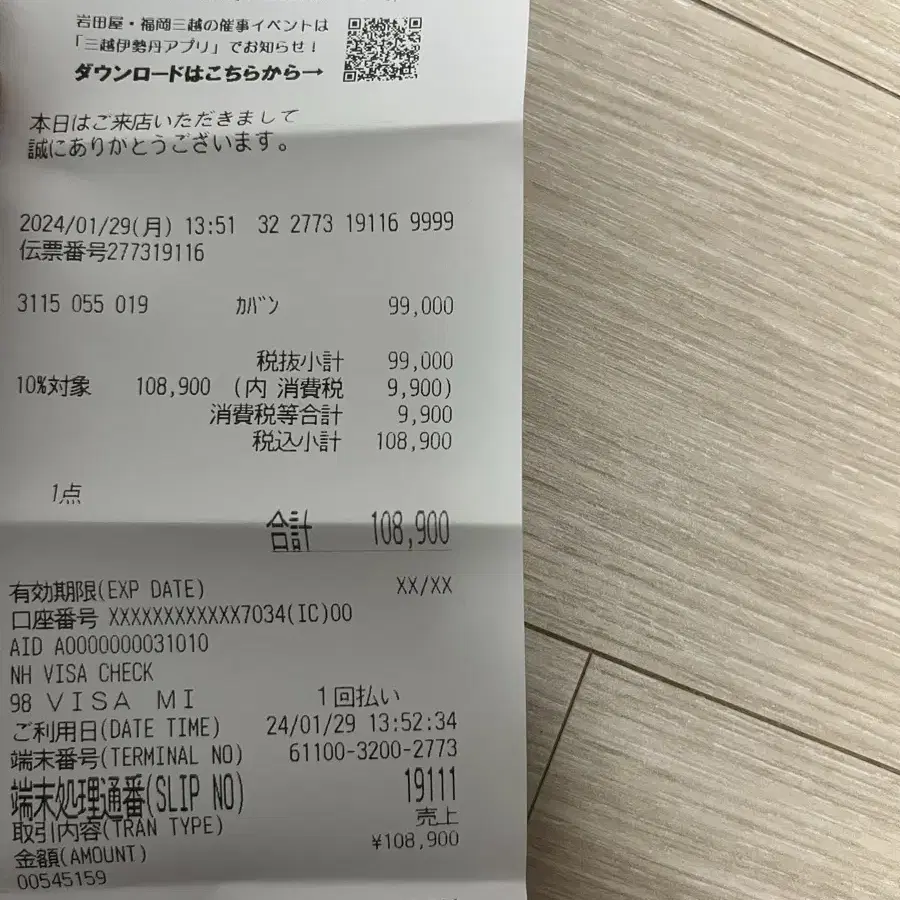 岩田屋・福岡三越の催事イベントは
「三越伊勢丹アプリ」でお知らせ！
ダウンロードはこちらから→
本日はご来店いただきまして
誠にありがとうございます。
2024/01/29(月) 13:51 32 2773 19116 9999
伝票番号277319116
3115 055 019 カバン 99,000
税抜小計 99,000
10%対象 108,900 (内 消費税 9,900)
消費税等合計 9,900
税込小計 108,900
1点
合計 108,900
有効期限(EXP DATE) XX/XX
口座番号 XXXXXXXXXXXX7034(IC)00
AID A0000000031010
NH VISA CHECK
98 VISA MI 1回払い
ご利用日(DATE TIME) 24/01/29 13:52:34
端末番号(TERMINAL NO) 61100-3200-2773
端末処理通番(SLIP NO) 19111
取引内容(TRAN TYPE) 売上
金額(AMOUNT) ¥108,900
00545159